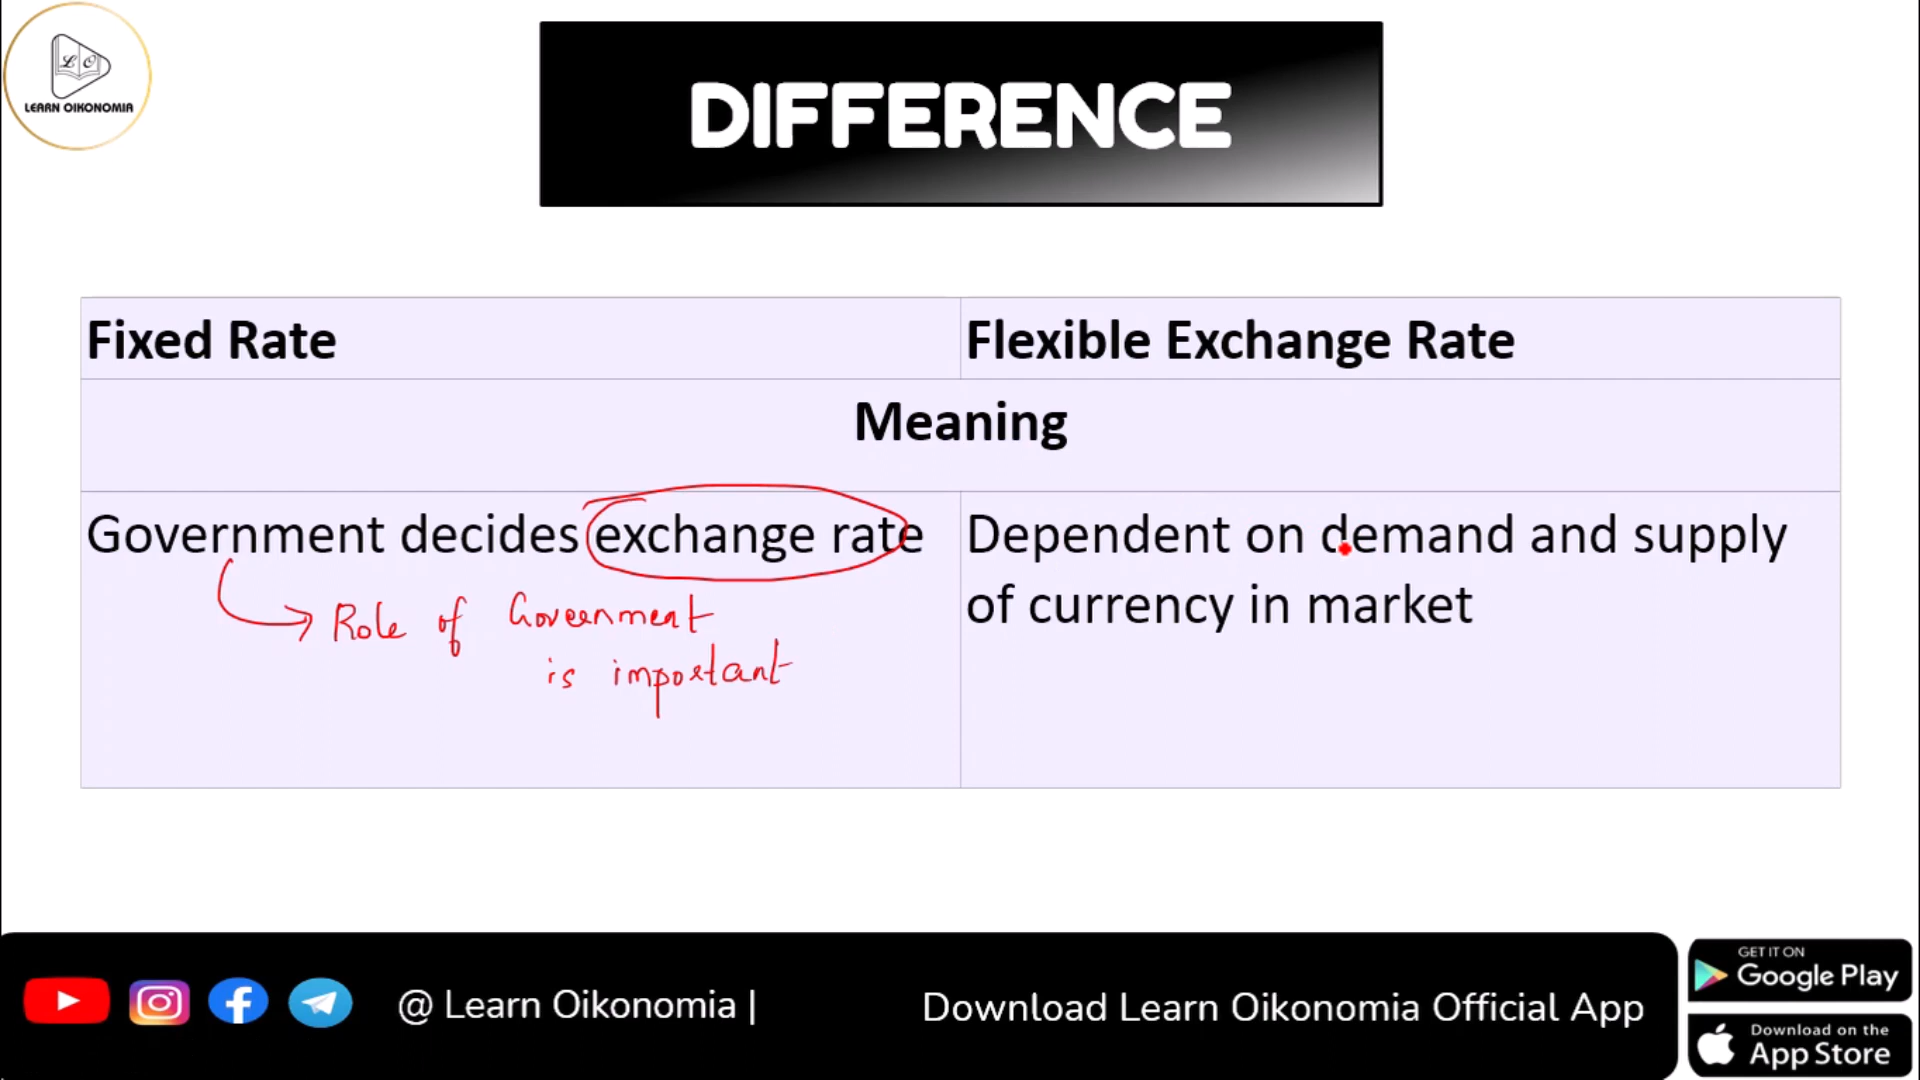 L O
LEARN OIKONOMIA
DIFFERENCE
Fixed Rate
Flexible Exchange Rate
Meaning
Government decides exchange rate
Role of Government
is important
Dependent on demand and supply
of currency in market
@ Learn Oikonomia |
Download Learn Oikonomia Official App
GET IT ON
Google Play
Download on the
App Store